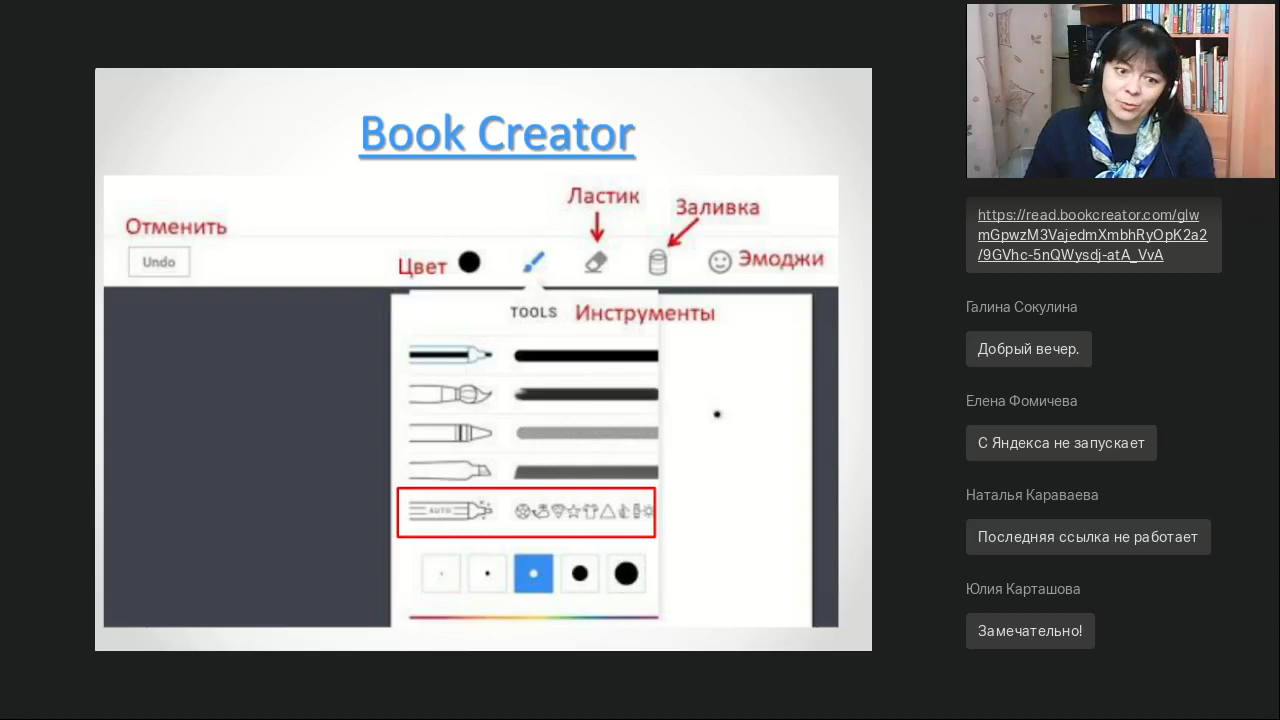 Book Creator
Ластик
Заливка
Отменить
Undo
Цвет
Эмоджи
TOOLS Инструменты
AUTO
https://read.bookcreator.com/glw
mGpwzM3VajedmXmbhRyOpK2a2
/9GVhc-5nQWysdj-atA_VvA
Галина Сокулина
Добрый вечер.
Елена Фомичева
С Яндекса не запускает
Наталья Караваева
Последняя ссылка не работает
Юлия Карташова
Замечательно!